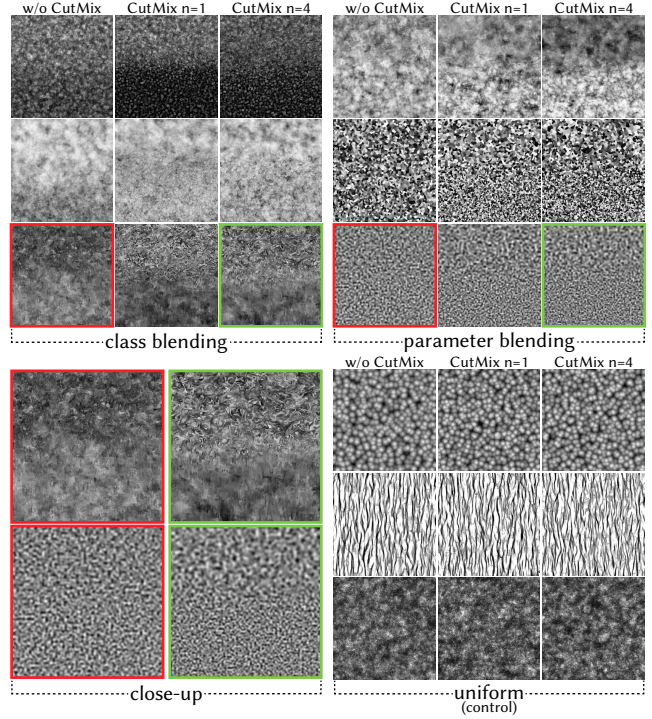 w/o CutMix CutMix n=1 CutMix n=4
w/o CutMix CutMix n=1 CutMix n=4
class blending
parameter blending
w/o CutMix CutMix n=1 CutMix n=4
close-up
uniform
(control)